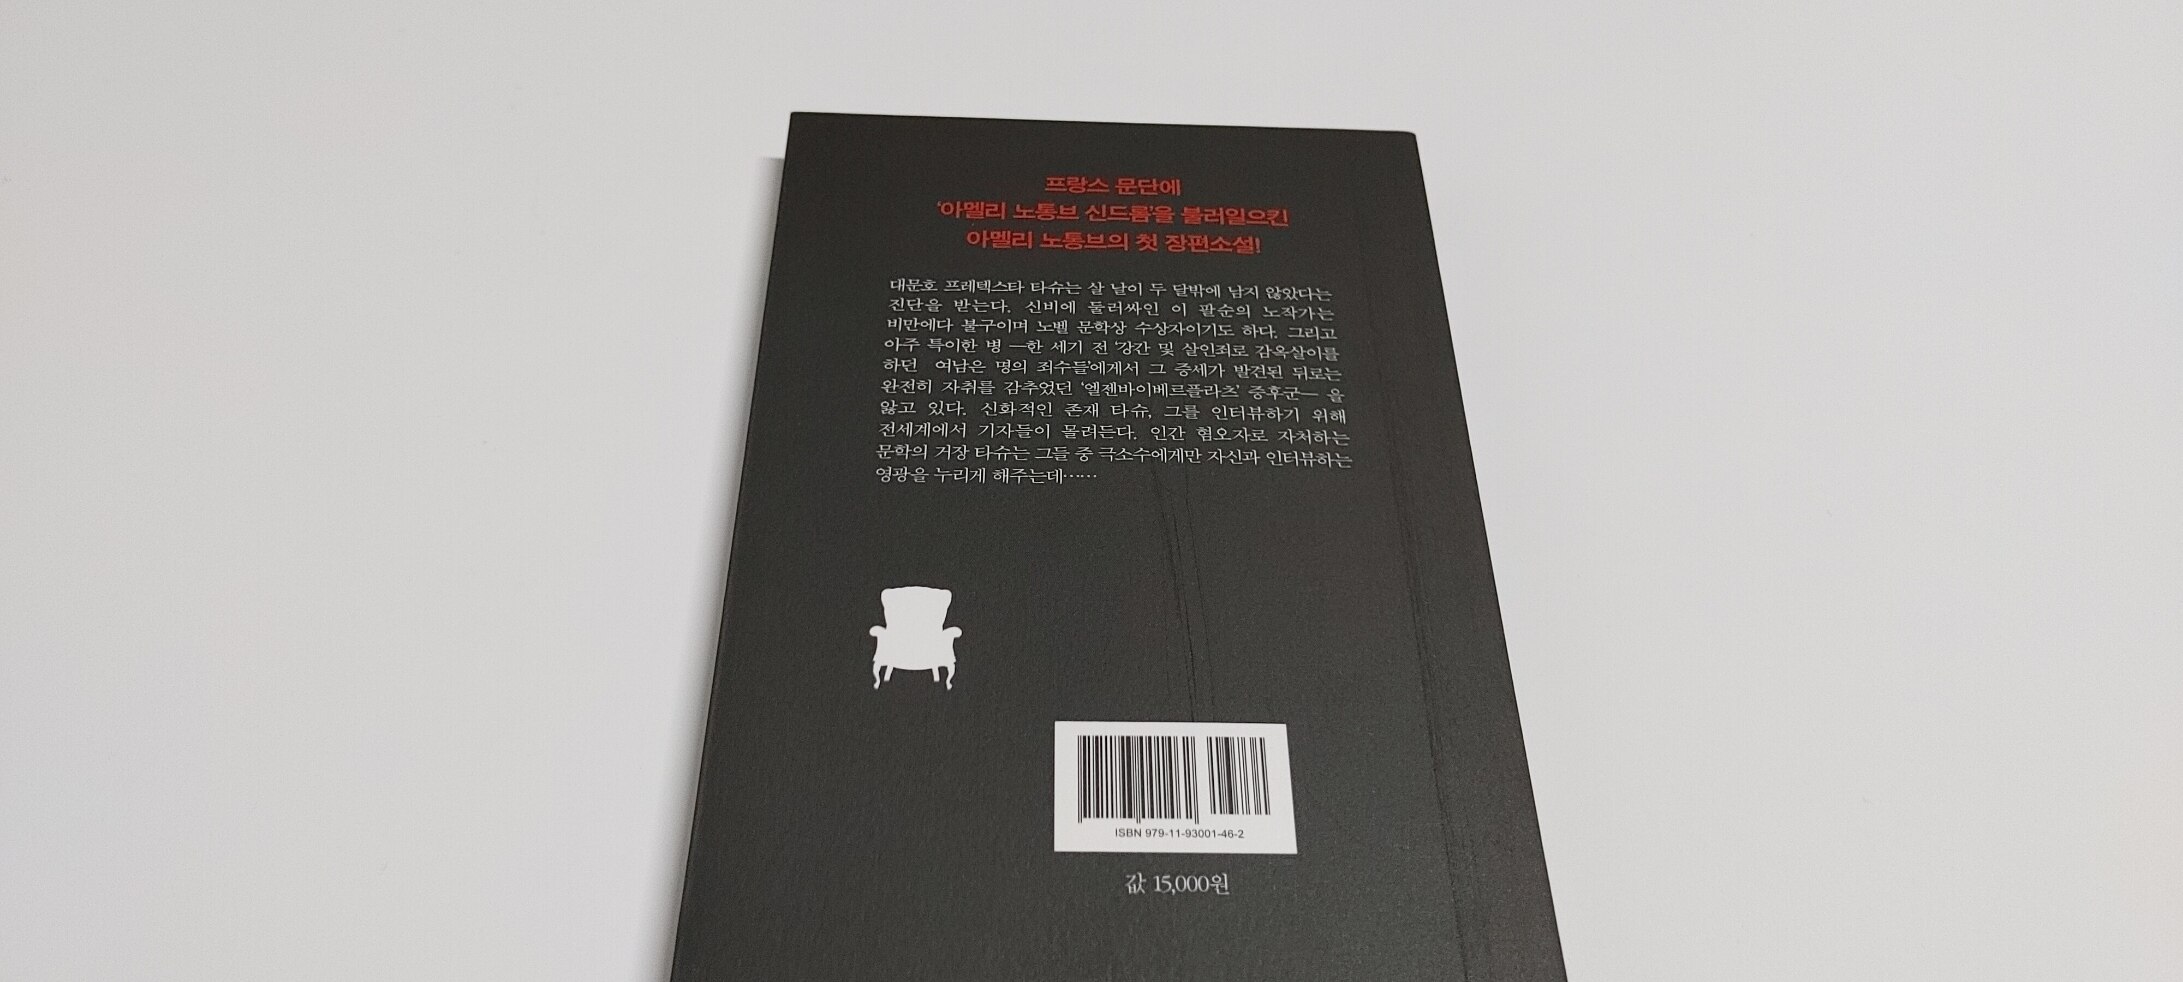 프랑스 문단에
‘아멜리 노통브 신드롬’을 불러일으킨
아멜리 노통브의 첫 장편소설!
대문호 프레텍스타 타슈는 살 날이 두 달밖에 남지 않았다는
진단을 받는다. 신비에 둘러싸인 이 팔순의 노작가는
비만에다 불구이며 노벨 문학상 수상자이기도 하다. 그리고
아주 특이한 병 —한 세기 전 ‘강간 및 살인죄로 감옥살이를
하던 여남은 명의 죄수들’에게서 그 증세가 발견된 뒤로는
완전히 자취를 감추었던 ‘엘젠바이베르플라츠’ 증후군— 을
앓고 있다. 신화적인 존재 타슈, 그를 인터뷰하기 위해
전세계에서 기자들이 몰려든다. 인간 혐오자로 자처하는
문학의 거장 타슈는 그들 중 극소수에게만 자신과 인터뷰하는
영광을 누리게 해주는데……
ISBN 979-11-93001-46-2
값 15,000원